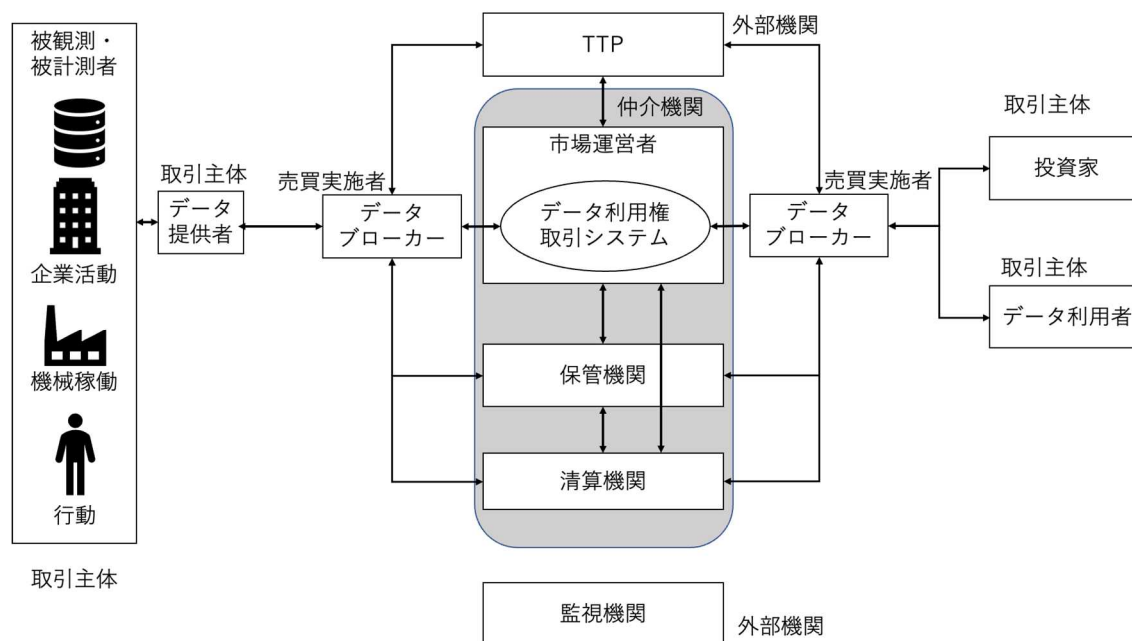 被観測・
被計測者
企業活動
機械稼働
行動
取引主体
取引主体
データ
提供者
売買実施者
データ
ブローカー
TTP
外部機関
仲介機関
市場運営者
データ利用権
取引システム
保管機関
清算機関
売買実施者
データ
ブローカー
取引主体
投資家
取引主体
データ利用者
監視機関
外部機関